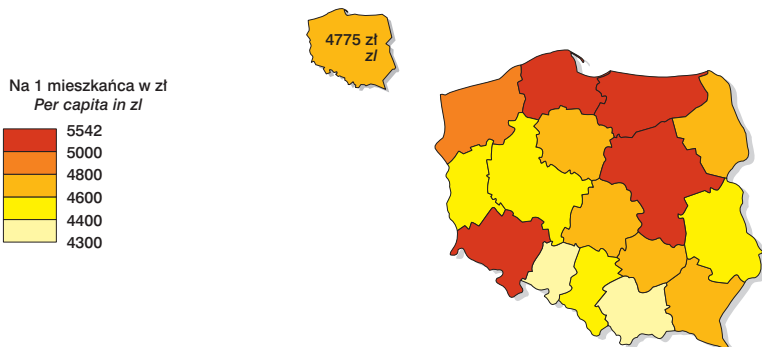 4775 zł
zl
Na 1 mieszkańca w zł
Per capita in zl
5542
5000
4800
4600
4400
4300